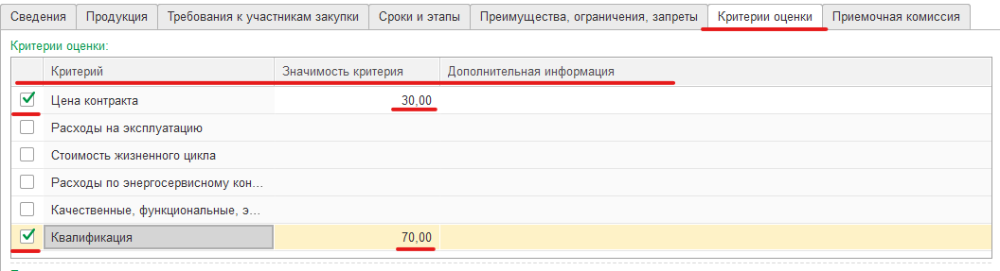 Сведения Продукция Требования к участникам закупки Сроки и этапы Преимущества, ограничения, запреты Критерии оценки Приемочная комиссия
Критерии оценки:
Критерий Значимость критерия Дополнительная информация
Цена контракта 30,00
Расходы на эксплуатацию
Стоимость жизненного цикла
Расходы по энергосервисному кон...
Качественные, функциональные, э...
Квалификация 70,00